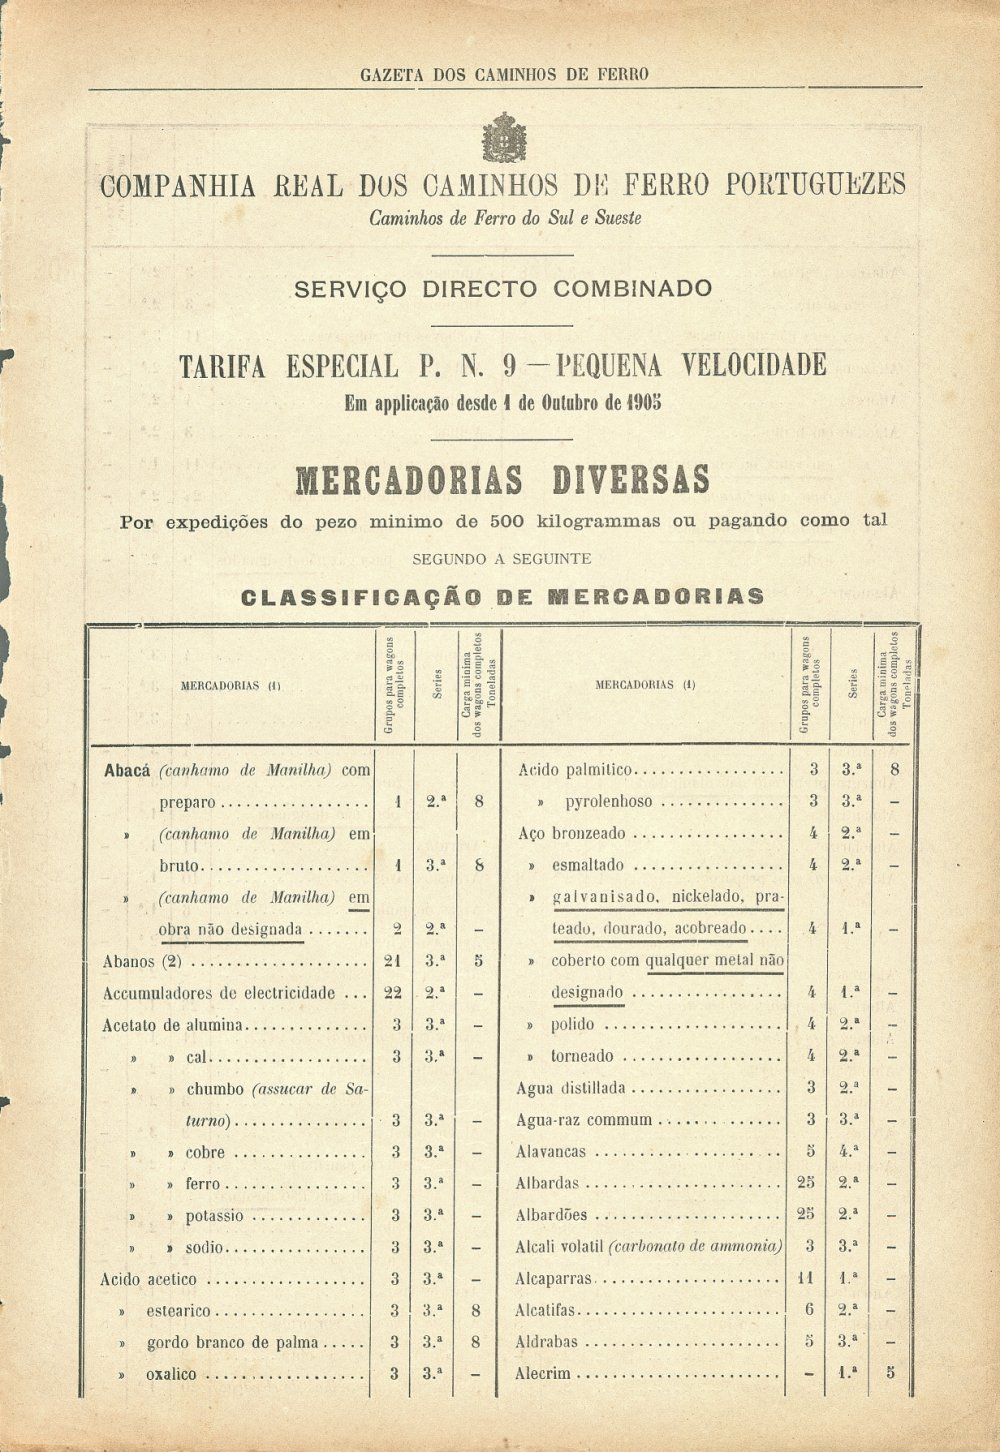 GAZETA DOS CAMINHOS DE FERRO
COMPANHIA REAL DOS CAMINHOS DE FERRO PORTUGUEZES
Caminhos de Ferro do Sul e Sueste
SERVIÇO DIRECTO COMBINADO
TARIFA ESPECIAL P. N. 9 — PEQUENA VELOCIDADE
Em applicação desde 1 de Outubro de 1905
MERCADORIAS DIVERSAS
Por expedições do pezo minimo de 500 kilogrammas ou pagando como tal
SEGUNDO A SEGUINTE
CLASSIFICAÇÃO DE MERCADORIAS
MERCADORIAS (1)
Grupos para wagons completos
Series
Carga minima dos wagons completos Toneladas
Abacá (canhamo de Manilha) com
preparo ................. 1 2.ª 8
» (canhamo de Manilha) em
bruto................... 1 3.ª 8
» (canhamo de Manilha) em
obra não designada ....... 2 2.ª –
Abanos (2) .................... 21 3.ª 5
Accumuladores de electricidade ... 22 2.ª –
Acetato de alumina.............. 3 3.ª –
» » cal.................. 3 3.ª –
» » chumbo (assucar de Sa-
turno)............... 3 3.ª –
» » cobre ............... 3 3.ª –
» » ferro ................ 3 3.ª –
» » potassio ............. 3 3.ª –
» » sodio................ 3 3.ª –
Acido acetico .................. 3 3.ª –
» estearico ................. 3 3.ª 8
» gordo branco de palma ..... 3 3.ª 8
» oxalico .................. 3 3.ª –
MERCADORIAS (1)
Grupos para wagons completos
Series
Carga minima dos wagons completos Toneladas
Acido palmitico................. 3 3.ª 8
» pyrolenhoso .............. 3 3.ª –
Aço bronzeado ................. 4 2.ª –
» esmaltado ................. 4 2.ª –
» galvanisado, nickelado, pra-
teado, dourado, acobreado.... 4 1.ª –
» coberto com qualquer metal não
designado ................. 4 1.ª –
» polido .................... 4 2.ª –
» torneado .................. 4 2.ª –
Agua distillada ................. 3 2.ª –
Agua-raz commum .............. 3 3.ª –
Alavancas ..................... 5 4.ª –
Albardas ...................... 25 2.ª –
Albardões ..................... 25 2.ª –
Alcali volatil (carbonato de ammonia) 3 3.ª –
Alcaparras..................... 11 1.ª –
Alcatifas....................... 6 2.ª –
Aldrabas ...................... 5 3.ª –
Alecrim ....................... – 1.ª 5